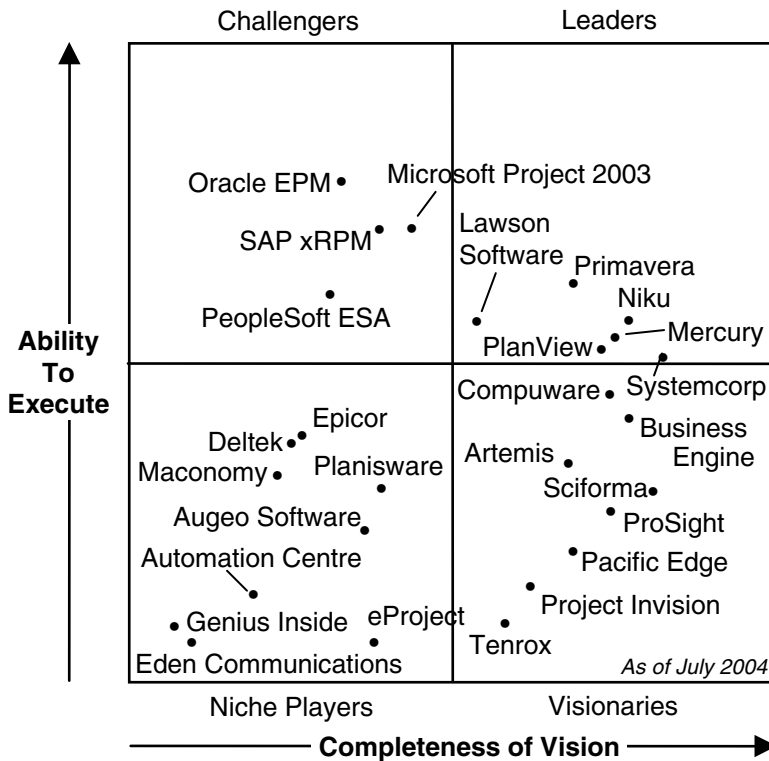 Challengers
Leaders
Oracle EPM
Microsoft Project 2003
SAP xRPM
PeopleSoft ESA
Lawson
Software
Primavera
Niku
Mercury
PlanView
Systemcorp
Ability
To
Execute
Epicor
Deltek
Maconomy
Planisware
Augeo Software
Automation Centre
Genius Inside
eProject
Eden Communications
Compuware
Business
Engine
Artemis
Sciforma
ProSight
Pacific Edge
Project Invision
Tenrox
As of July 2004
Niche Players
Visionaries
Completeness of Vision